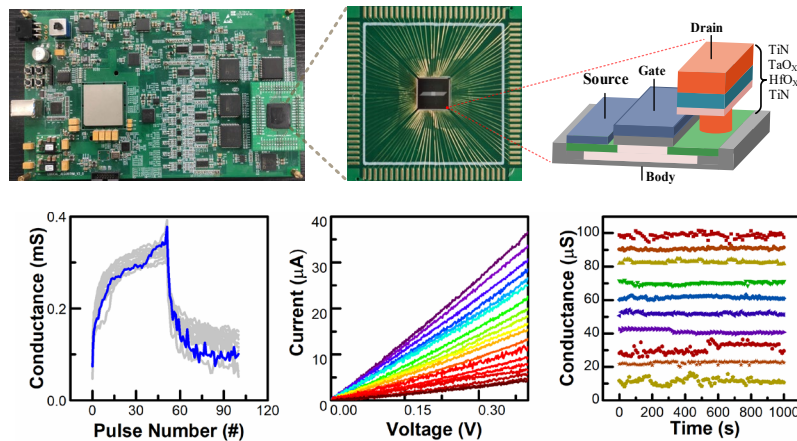 Drain
TiN
TaOX
HfOX
TiN
Source
Gate
Body
Conductance (mS)
0.4
0.2
0.0
0
30
60
90
120
Pulse Number (#)
Current (μA)
40
30
20
10
0
0.00
0.15
0.30
Voltage (V)
Conductance (μS)
100
80
60
40
20
0
0
200
400
600
800
1000
Time (s)